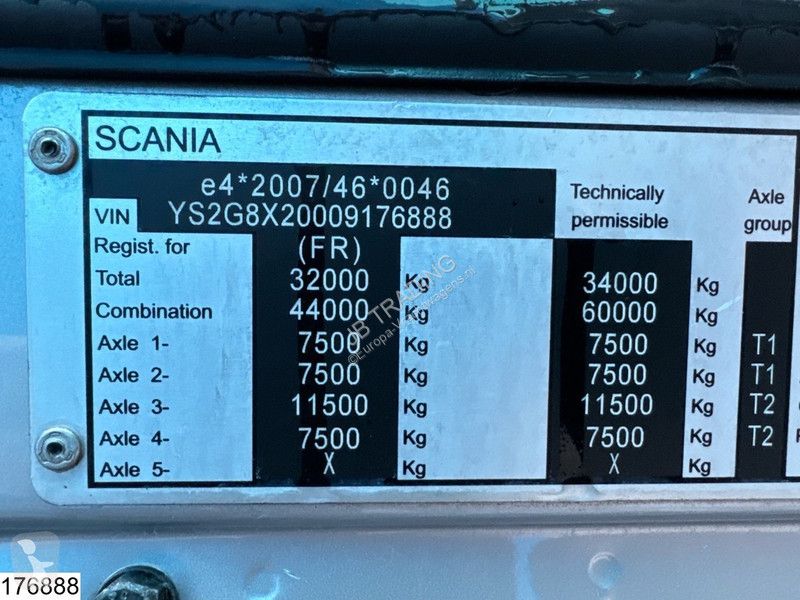 SCANIA
e4*2007/46*0046
VIN YS2G8X20009176888
Technically permissible
Axle group
Regist. for (FR)
Total 32000 Kg 34000 Kg
Combination 44000 Kg 60000 Kg
Axle 1- 7500 Kg 7500 Kg T1
Axle 2- 7500 Kg 7500 Kg T1
Axle 3- 11500 Kg 11500 Kg T2
Axle 4- 7500 Kg 7500 Kg T2
Axle 5- X Kg X Kg
JB TRADING
176888